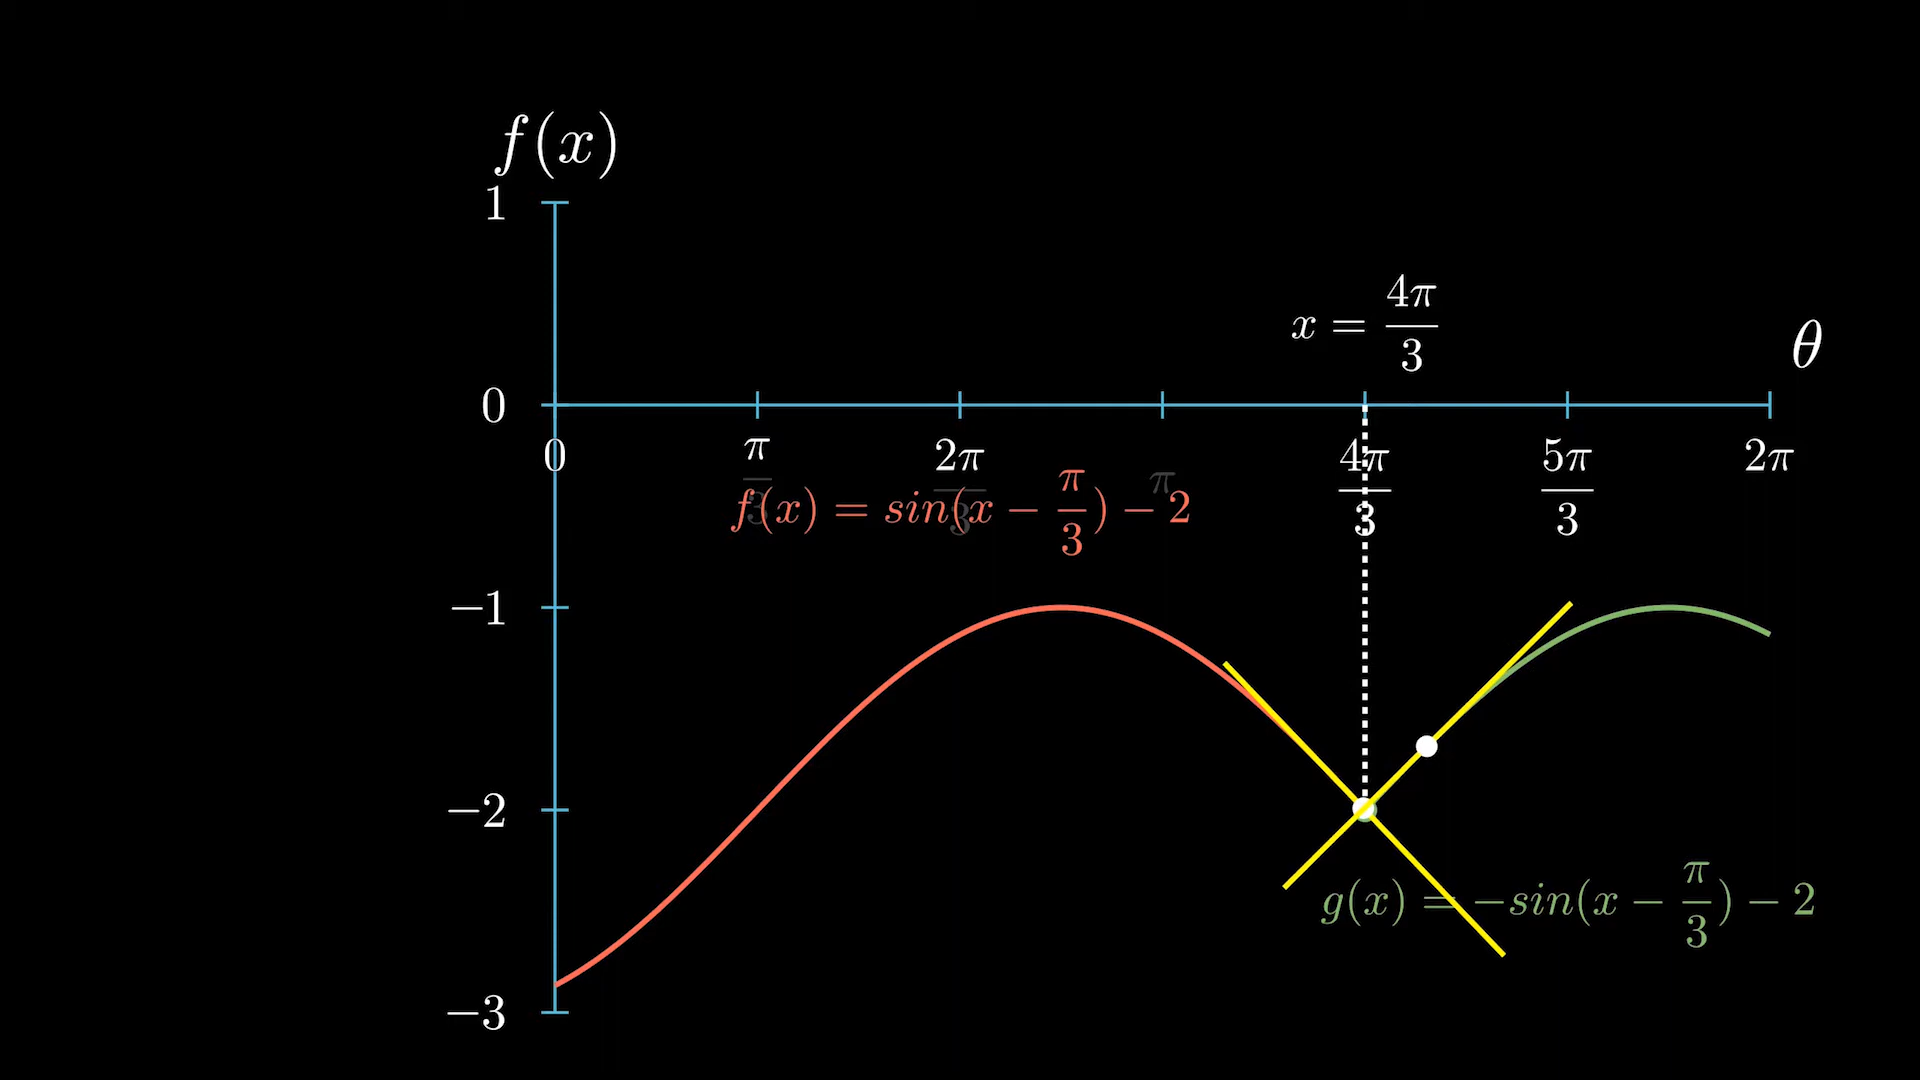 f(x)
1
x = 4π/3
θ
0
0 π/3 2π/3 π 4π/3 5π/3 2π
f(x) = sin(x − π/3) − 2
−1
−2
g(x) = −sin(x − π/3) − 2
−3